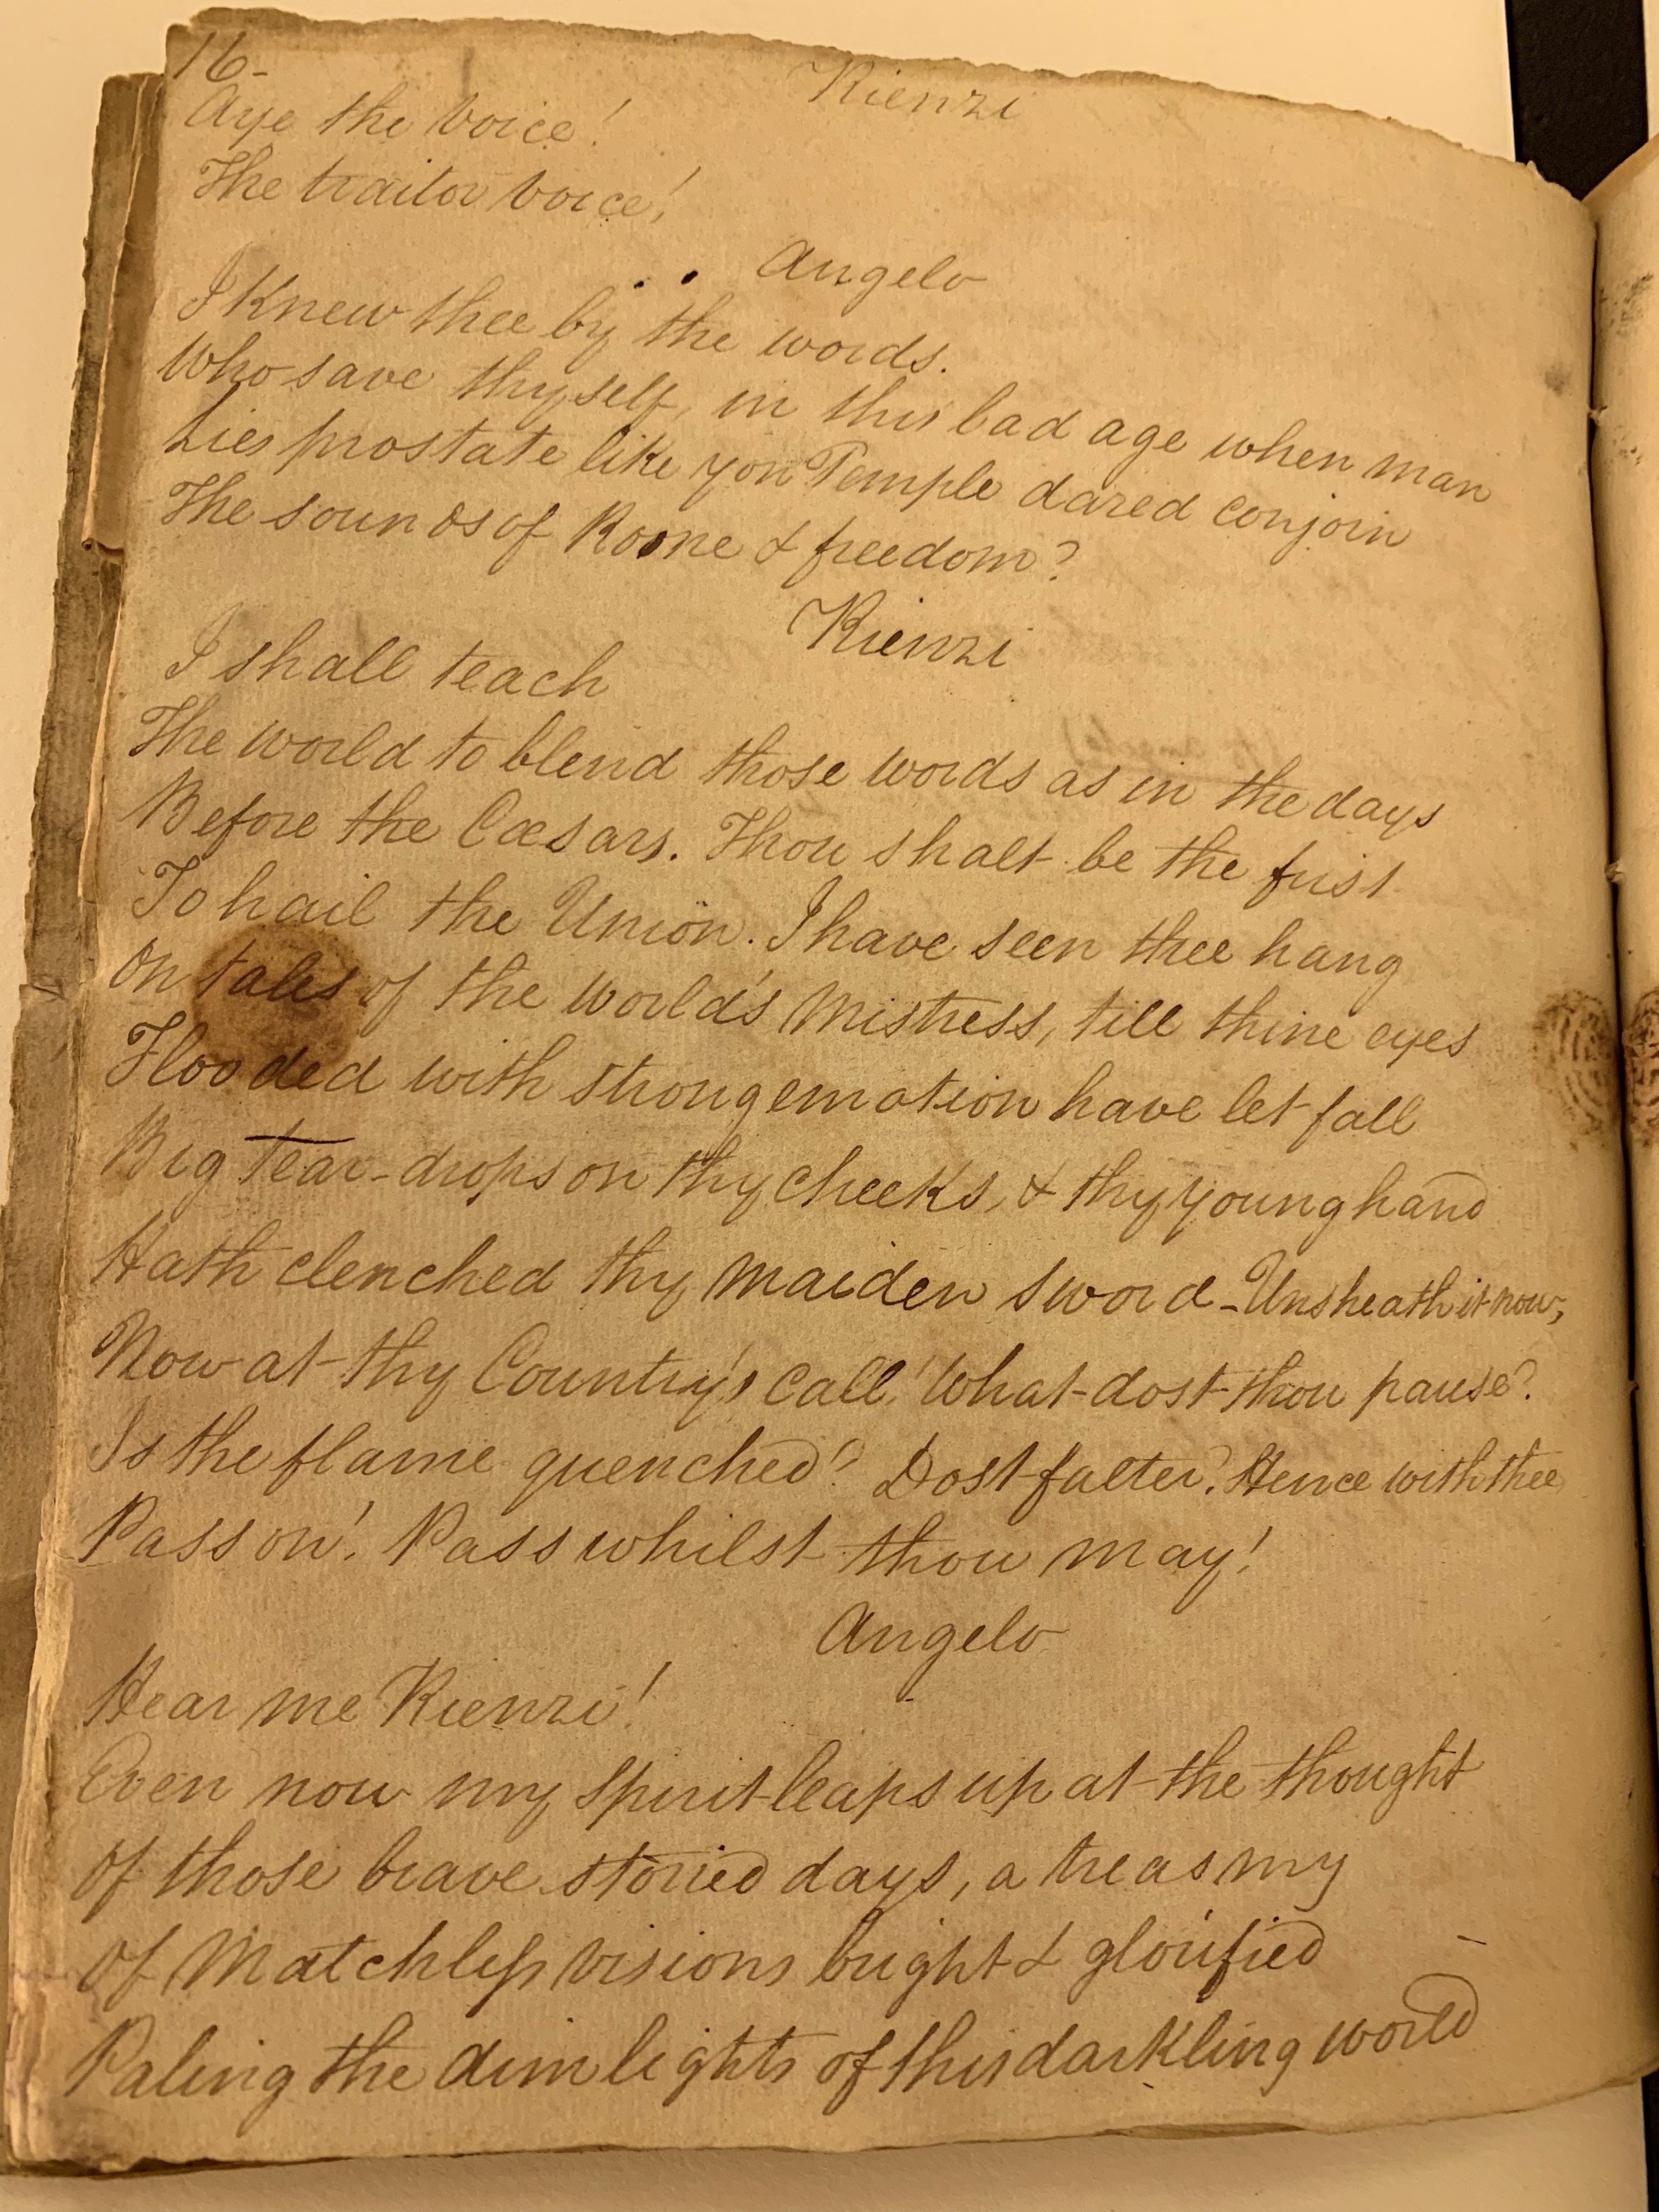 16-
Rienzi
Aye the voice!
The traitor voice!
Angelo
I Knew thee by the words.
Who save thyself, in this bad age when man
Lies prostate like yon Temple dared conjoin
The sounds of Rome & freedom?
Rienzi
I shall teach
The world to blend those words as in the days
Before the Cæsars. Thou shalt be the first
To hail the Union. I have seen thee hang
On tales of the World's Mistress, till thine eyes
Flooded with strong emotion have let fall
Big tear-drops on thy cheeks, & thy young hand
Hath clenched thy maiden sword - Unsheath it now,
Now at thy Country's call! What dost thou pause?
Is the flame quenched? Dost falter? Hence with thee
Pass on! Pass whilst thou may!
Angelo
Hear me Rienzi!
Even now my spirit leaps up at the thought
Of those brave storied days, a treasury
Of Matchless visions bright & glorified
Paling the dim lights of this darkling world